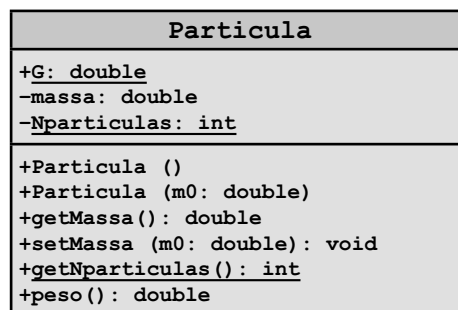 Particula
+G: double
-massa: double
-Nparticulas: int
+Particula ()
+Particula (m0: double)
+getMassa(): double
+setMassa (m0: double): void
+getNparticulas(): int
+peso(): double